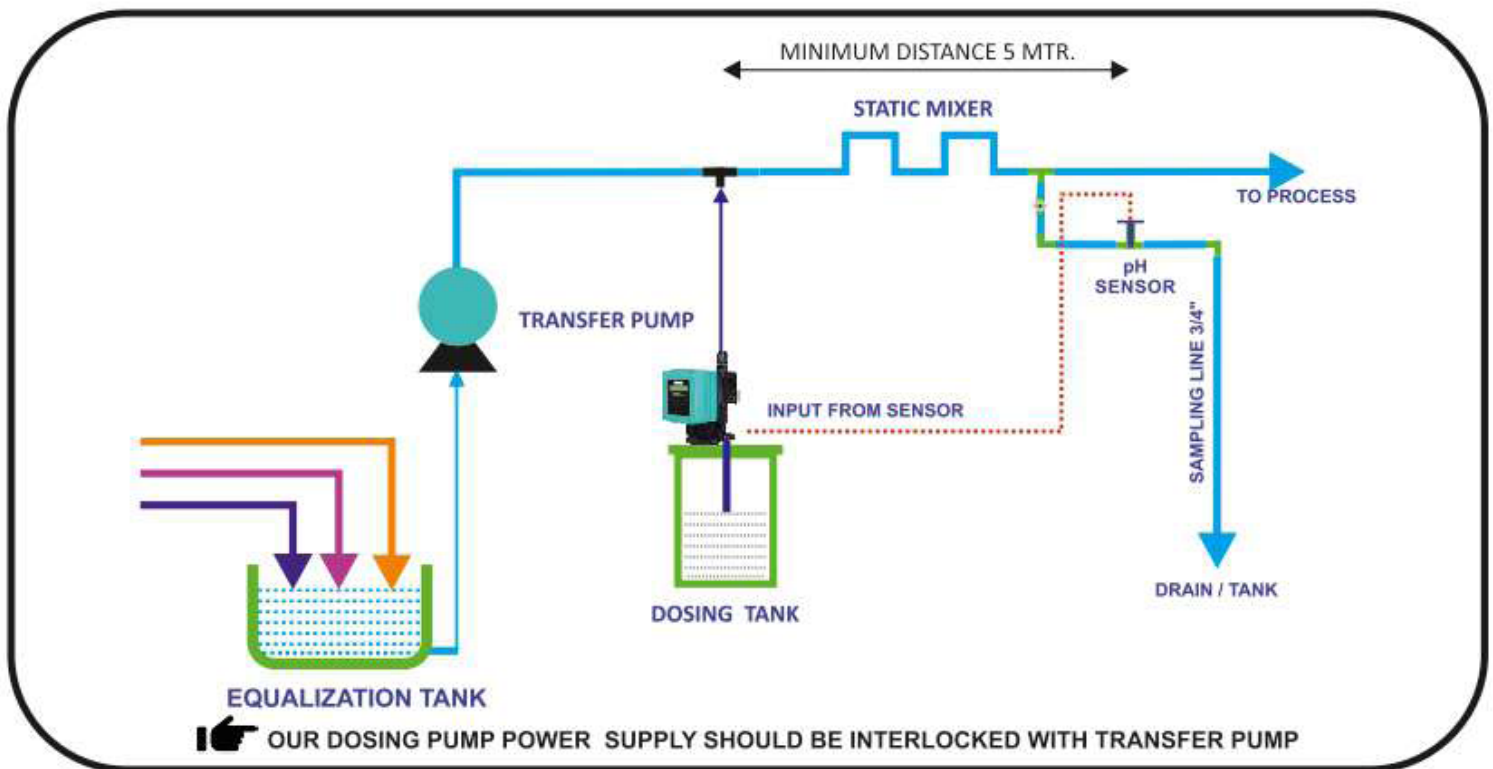 MINIMUM DISTANCE 5 MTR.
STATIC MIXER
TO PROCESS
pH
SENSOR
TRANSFER PUMP
SAMPLING LINE 3/4"
INPUT FROM SENSOR
DRAIN / TANK
DOSING TANK
EQUALIZATION TANK
OUR DOSING PUMP POWER SUPPLY SHOULD BE INTERLOCKED WITH TRANSFER PUMP